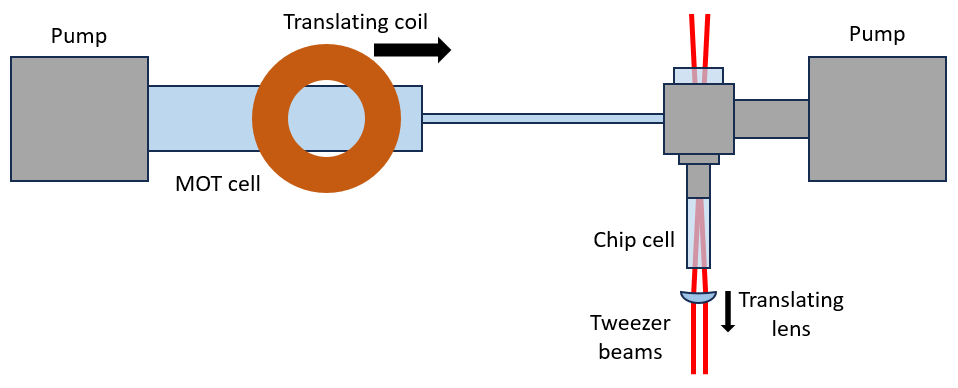 Translating coil
Pump
Pump
MOT cell
Chip cell
Translating
lens
Tweezer
beams